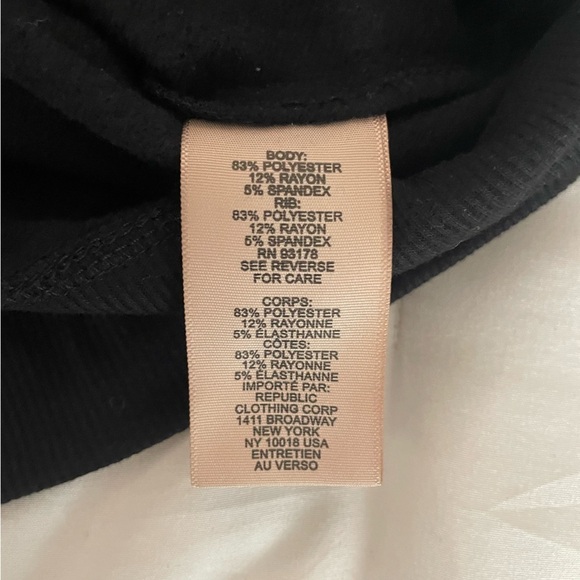 BODY:
83% POLYESTER
12% RAYON
5% SPANDEX
RIB:
83% POLYESTER
12% RAYON
5% SPANDEX
RN 93178
SEE REVERSE
FOR CARE
CORPS:
83% POLYESTER
12% RAYONNE
5% ÉLASTHANNE
CÔTES:
83% POLYESTER
12% RAYONNE
5% ÉLASTHANNE
IMPORTÉ PAR:
REPUBLIC
CLOTHING CORP
1411 BROADWAY
NEW YORK
NY 10018 USA
ENTRETIEN
AU VERSO